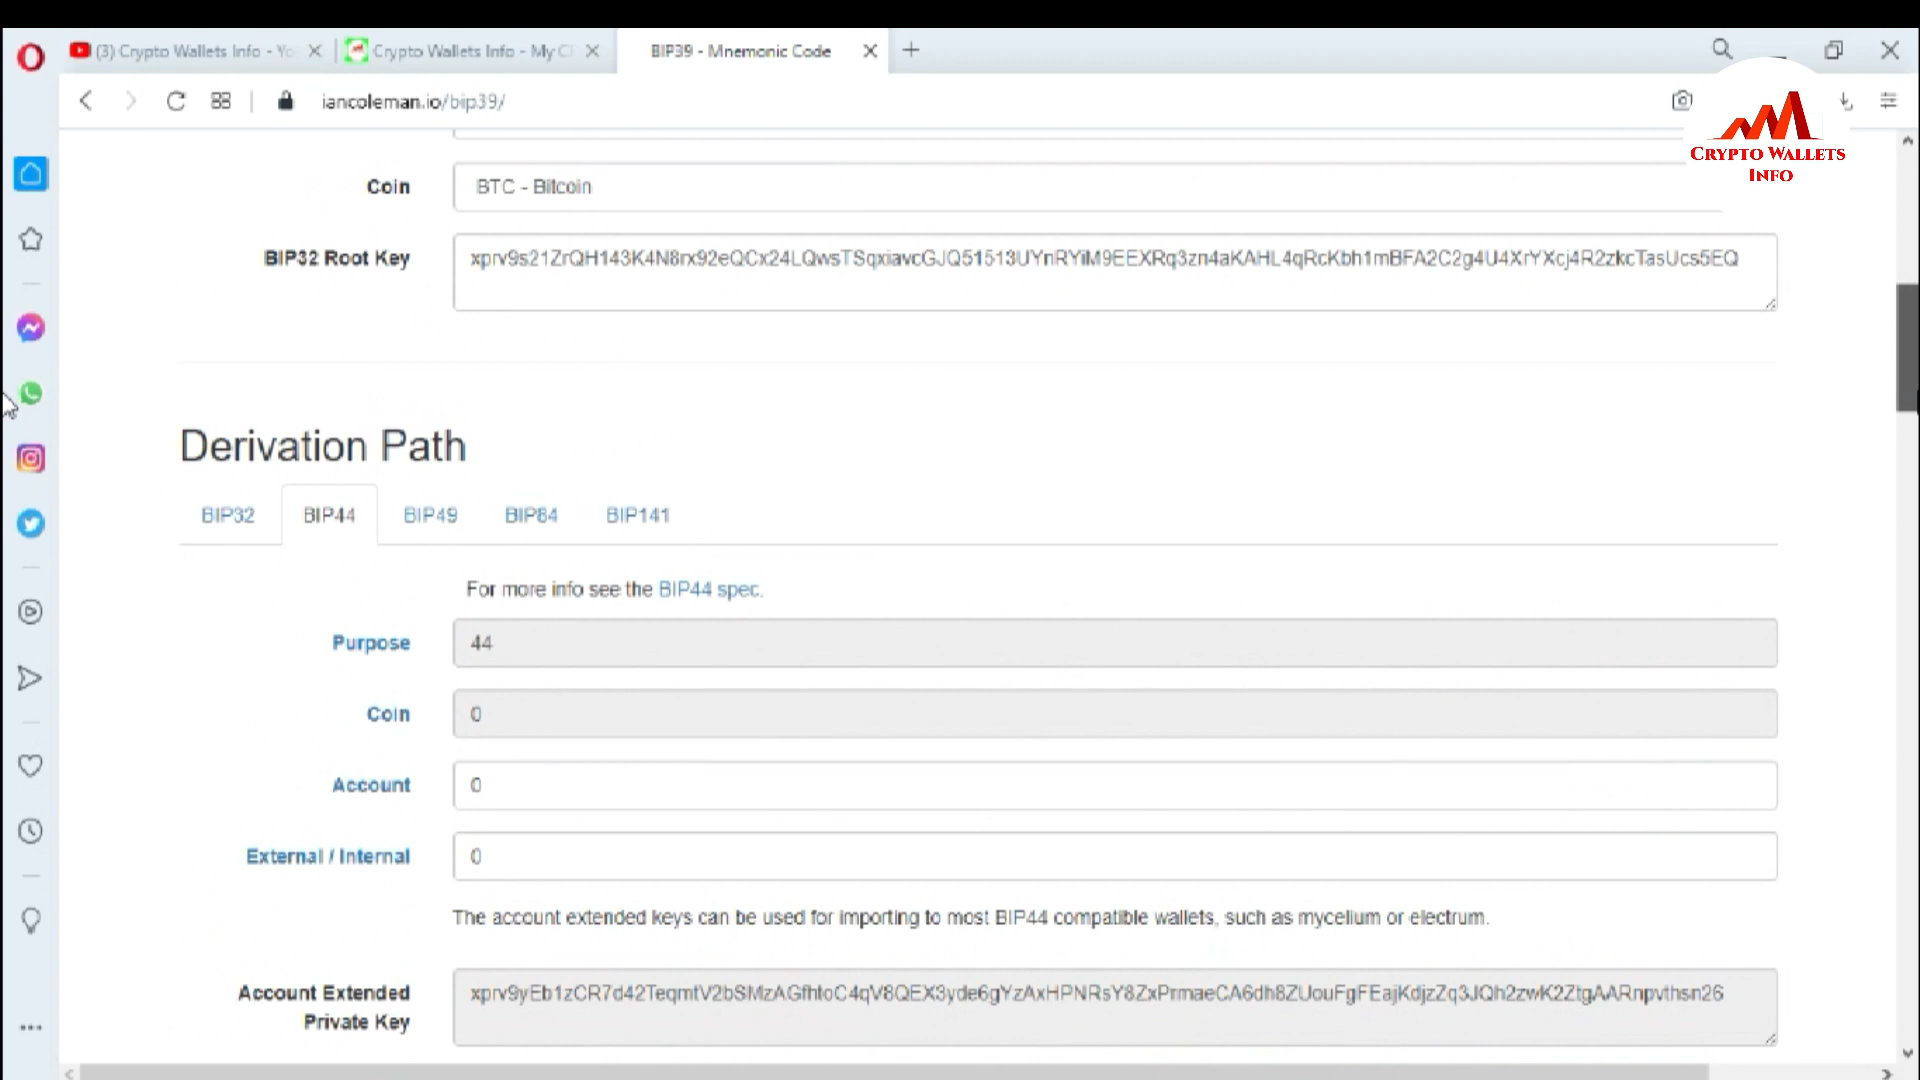 (3) Crypto Wallets Info - Yo
Crypto Wallets Info - My C
BIP39 - Mnemonic Code
iancoleman.io/bip39/
CRYPTO WALLETS
INFO
Coin
BTC - Bitcoin
BIP32 Root Key
xprv9s21ZrQH143K4N8rx92eQCx24LQwsTSqxiavcGJQ51513UYnRYiM9EEXRq3zn4aKAHL4qRcKbh1mBFA2C2g4U4XrYXcj4R2zkcTasUcs5EQ
Derivation Path
BIP32
BIP44
BIP49
BIP84
BIP141
For more info see the BIP44 spec.
Purpose
44
Coin
0
Account
0
External / Internal
0
The account extended keys can be used for importing to most BIP44 compatible wallets, such as mycelium or electrum.
Account Extended
Private Key
xprv9yEb1zCR7d42TeqmtV2bSMzAGfhtoC4qV8QEX3yde6gYzAxHPNRsY8ZxPrmaeCA6dh8ZUouFgFEajKdjzZq3JQh2zwK2ZtgAARnpvthsn26